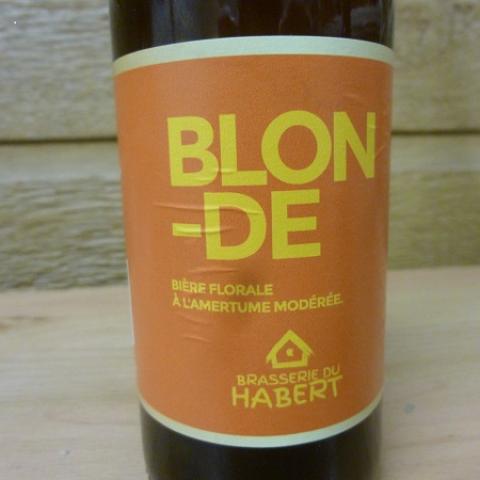 BLON
-DE
BIÈRE FLORALE
À L'AMERTUME MODÉRÉE.
BRASSERIE DU
HABERT